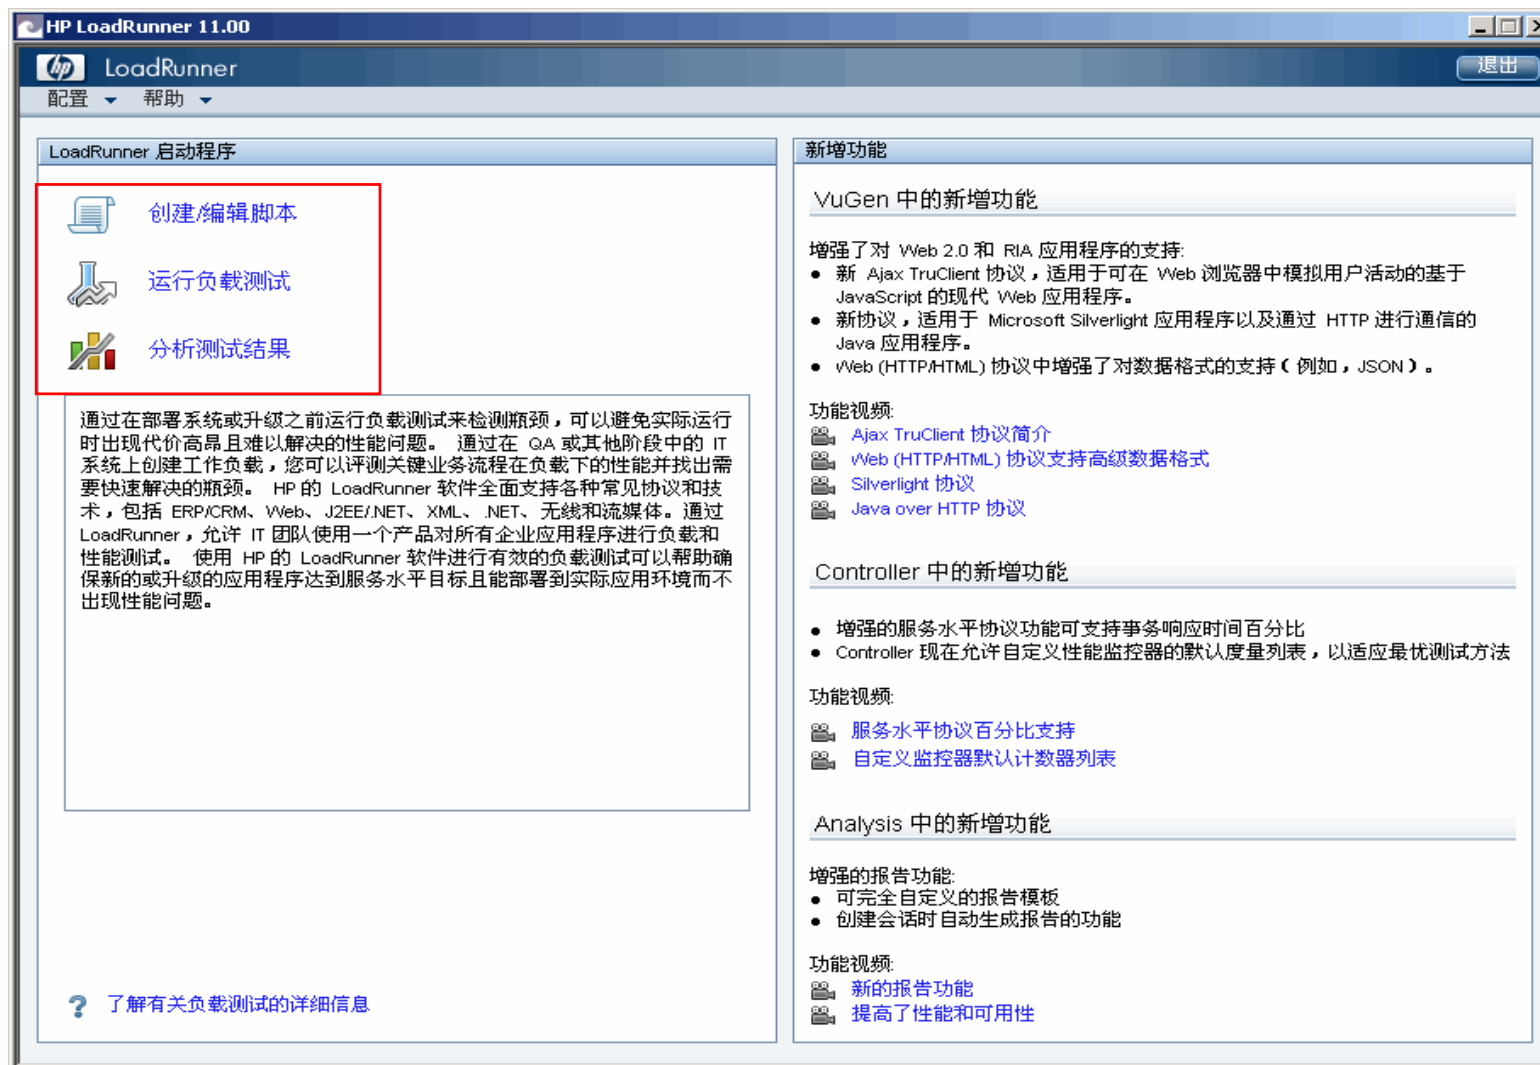 HP LoadRunner 11.00
hp LoadRunner
退出
配置 帮助
LoadRunner 启动程序
创建/编辑脚本
运行负载测试
分析测试结果
通过在部署系统或升级之前运行负载测试来检测瓶颈，可以避免实际运行
时出现代价高昂且难以解决的性能问题。 通过在 QA 或其他阶段中的 IT
系统上创建工作负载，您可以评测关键业务流程在负载下的性能并找出需
要快速解决的瓶颈。 HP 的 LoadRunner 软件全面支持各种常见协议和技
术，包括 ERP/CRM、Web、J2EE/.NET、XML、.NET、无线和流媒体。通过
LoadRunner，允许 IT 团队使用一个产品对所有企业应用程序进行负载和
性能测试。 使用 HP 的 LoadRunner 软件进行有效的负载测试可以帮助确
保新的或升级的应用程序达到服务水平目标且能部署到实际应用环境而不
出现性能问题。
? 了解有关负载测试的详细信息
新增功能
VuGen 中的新增功能
增强了对 Web 2.0 和 RIA 应用程序的支持:
● 新 Ajax TruClient 协议，适用于可在 Web 浏览器中模拟用户活动的基于
JavaScript 的现代 Web 应用程序。
● 新协议，适用于 Microsoft Silverlight 应用程序以及通过 HTTP 进行通信的
Java 应用程序。
● Web (HTTP/HTML) 协议中增强了对数据格式的支持（例如，JSON）。
功能视频:
Ajax TruClient 协议简介
Web (HTTP/HTML) 协议支持高级数据格式
Silverlight 协议
Java over HTTP 协议
Controller 中的新增功能
● 增强的服务水平协议功能可支持事务响应时间百分比
● Controller 现在允许自定义性能监控器的默认度量列表，以适应最优测试方法
功能视频:
服务水平协议百分比支持
自定义监控器默认计数器列表
Analysis 中的新增功能
增强的报告功能:
● 可完全自定义的报告模板
● 创建会话时自动生成报告的功能
功能视频:
新的报告功能
提高了性能和可用性